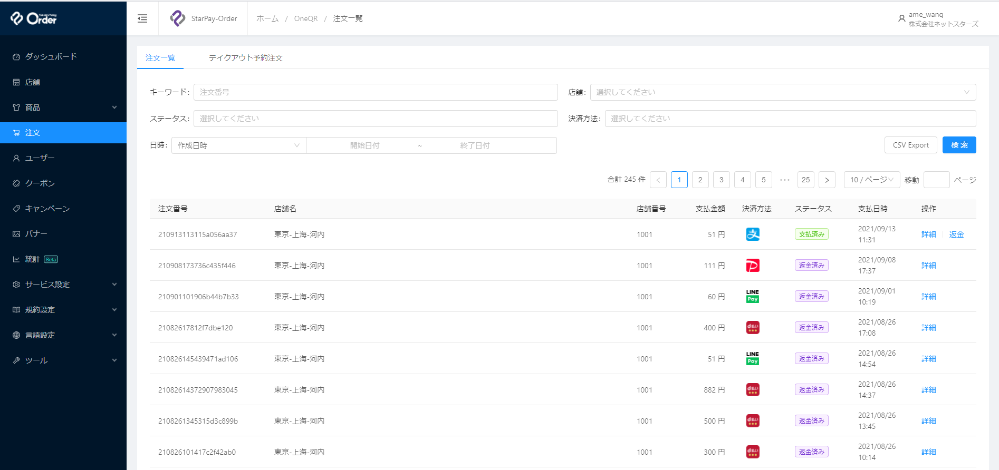 Order
StarPay-Order
ホーム / OneQR / 注文一覧
ame_wang
株式会社ネットスターズ
ダッシュボード
店舗
商品
注文
ユーザー
クーポン
キャンペーン
バナー
統計 Beta
サービス設定
規約設定
言語設定
ツール
注文一覧 テイクアウト予約注文
キーワード: 注文番号 店舗: 選択してください
ステータス: 選択してください 決済方法: 選択してください
日時: 作成日時 開始日付 ~ 終了日付 CSV Export 検 索
合計 245 件 < 1 2 3 4 5 ••• 25 > 10 / ページ 移動 ページ
注文番号 店舗名 店舗番号 支払金額 決済方法 ステータス 支払日時 操作
210913113115a056aa37 東京-上海-河内 1001 51 円 支 支払済み 2021/09/13 11:31 詳細 返金
210908173736c435f446 東京-上海-河内 1001 111 円 返金済み 2021/09/08 17:37 詳細
210901101906b44b7b33 東京-上海-河内 1001 60 円 LINE Pay 返金済み 2021/09/01 10:19 詳細
21082617812f7dbe120 東京-上海-河内 1001 400 円 d払い 返金済み 2021/08/26 17:08 詳細
210826145439471ad106 東京-上海-河内 1001 51 円 LINE Pay 返金済み 2021/08/26 14:54 詳細
21082614372907983045 東京-上海-河内 1001 882 円 d払い 返金済み 2021/08/26 14:37 詳細
2108261345315d3c899b 東京-上海-河内 1001 500 円 d払い 返金済み 2021/08/26 13:45 詳細
210826101417c2f42ab0 東京-上海-河内 1001 300 円 d払い 返金済み 2021/08/26 10:14 詳細